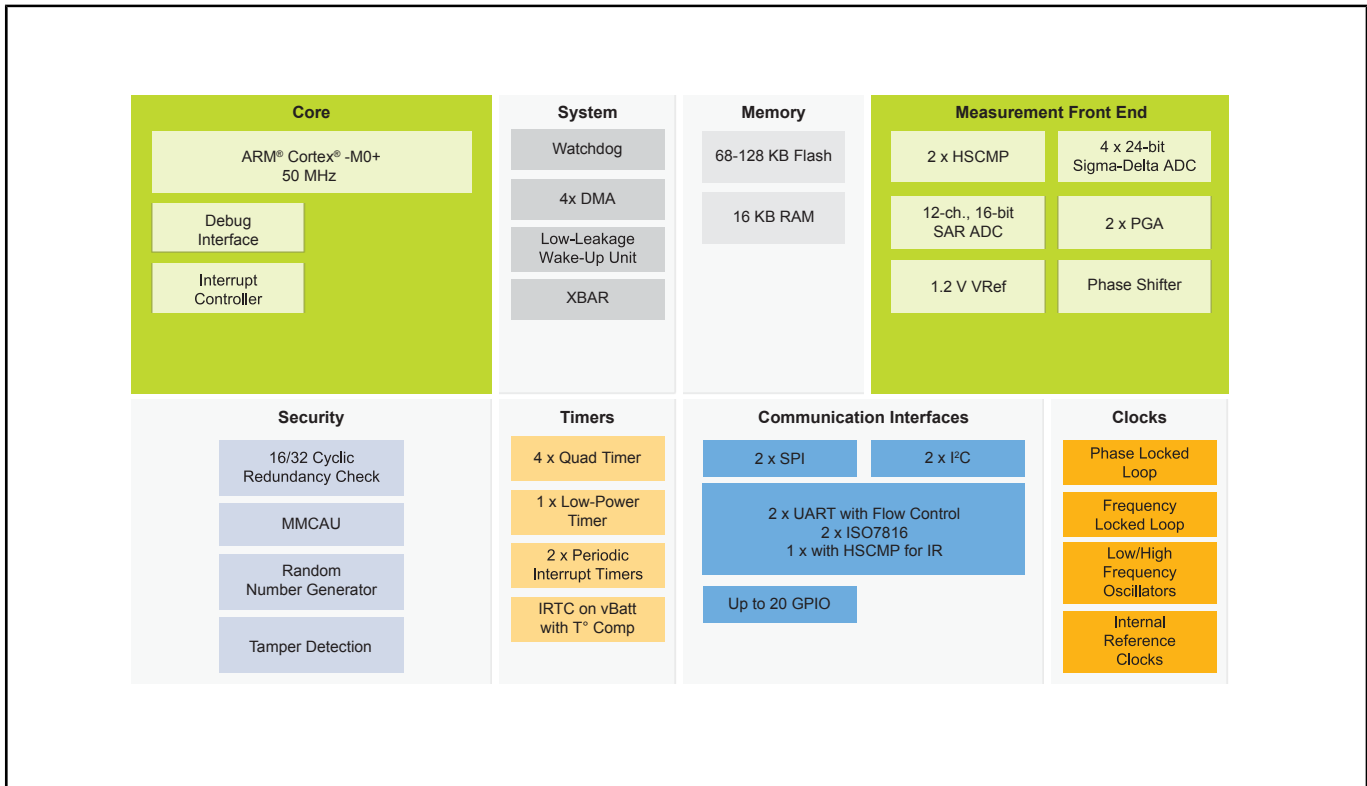 Core
ARM® Cortex® -M0+
50 MHz
Debug
Interface
Interrupt
Controller
System
Watchdog
4x DMA
Low-Leakage
Wake-Up Unit
XBAR
Memory
68-128 KB Flash
16 KB RAM
Measurement Front End
2 x HSCMP
4 x 24-bit
Sigma-Delta ADC
12-ch., 16-bit
SAR ADC
2 x PGA
1.2 V VRef
Phase Shifter
Security
16/32 Cyclic
Redundancy Check
MMCAU
Random
Number Generator
Tamper Detection
Timers
4 x Quad Timer
1 x Low-Power
Timer
2 x Periodic
Interrupt Timers
IRTC on vBatt
with T° Comp
Communication Interfaces
2 x SPI
2 x I²C
2 x UART with Flow Control
2 x ISO7816
1 x with HSCMP for IR
Up to 20 GPIO
Clocks
Phase Locked
Loop
Frequency
Locked Loop
Low/High
Frequency
Oscillators
Internal
Reference
Clocks